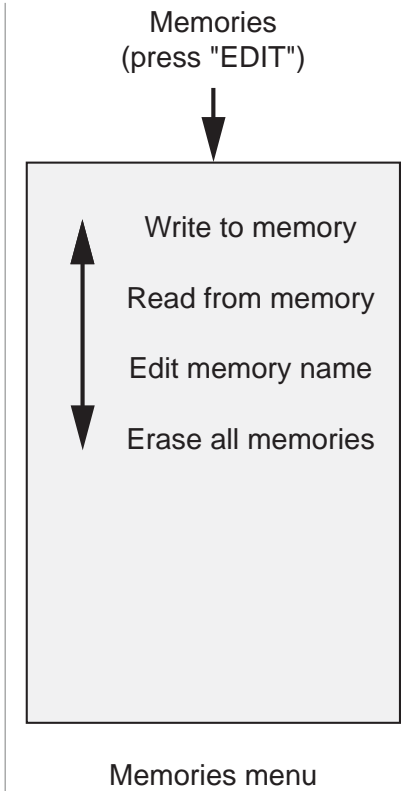 Memories
(press "EDIT")
Write to memory
Read from memory
Edit memory name
Erase all memories
Memories menu